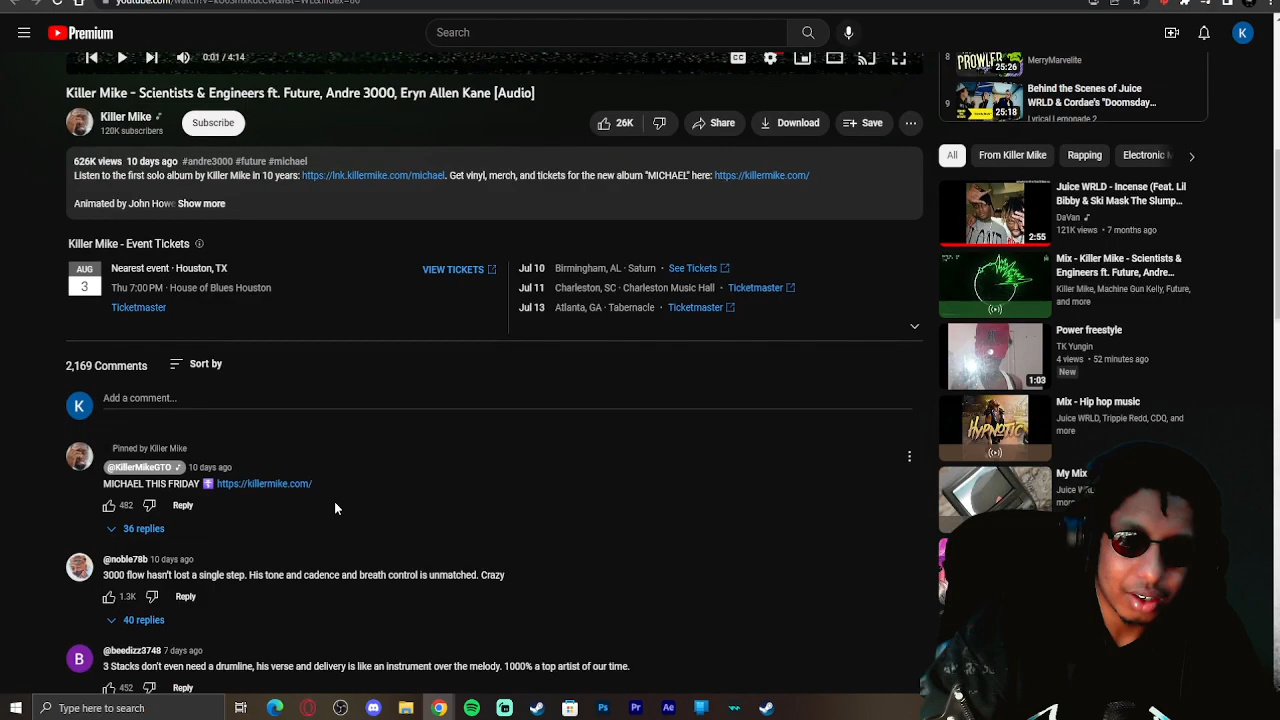 Premium
Search
0:01 / 4:14
CC
Killer Mike - Scientists & Engineers ft. Future, Andre 3000, Eryn Allen Kane [Audio]
Killer Mike
120K subscribers
Subscribe
26K
Share
Download
Save
626K views 10 days ago #andre3000 #future #michael
Listen to the first solo album by Killer Mike in 10 years: https://lnk.killermike.com/michael. Get vinyl, merch, and tickets for the new album "MICHAEL" here: https://killermike.com/
Animated by John Howe Show more
Killer Mike - Event Tickets
AUG
3
Nearest event · Houston, TX
Thu 7:00PM · House of Blues Houston
Ticketmaster
VIEW TICKETS
Jul 10 Birmingham, AL · Saturn · See Tickets
Jul 11 Charleston, SC · Charleston Music Hall · Ticketmaster
Jul 13 Atlanta, GA · Tabernacle · Ticketmaster
2,169 Comments Sort by
K
Add a comment...
Pinned by Killer Mike
@KillerMikeGTO 10 days ago
MICHAEL THIS FRIDAY https://killermike.com/
482 Reply
36 replies
@noble78b 10 days ago
3000 flow hasn't lost a single step. His tone and cadence and breath control is unmatched. Crazy
1.3K Reply
40 replies
B
@beedizz3748 7 days ago
3 Stacks don't even need a drumline, his verse and delivery is like an instrument over the melody. 1000% a top artist of our time.
452 Reply
K
8
PROWLER
25:26
MerryMarvelite
9
25:18
Behind the Scenes of Juice
WRLD & Cordae's "Doomsday...
Lyrical Lemonade 2
All
From Killer Mike
Rapping
Electronic M
2:55
Juice WRLD - Incense (Feat. Lil
Bibby & Ski Mask The Slump...
DaVan
121K views · 7 months ago
Mix - Killer Mike - Scientists &
Engineers ft. Future, Andre...
Killer Mike, Machine Gun Kelly, Future,
and more
1:03
Power freestyle
TK Yungin
4 views · 52 minutes ago
New
HYPNOTIC
Mix - Hip hop music
Juice WRLD, Trippie Redd, CDQ, and
more
My Mix
Juice W
Type here to search
Ps
Pr
Ae